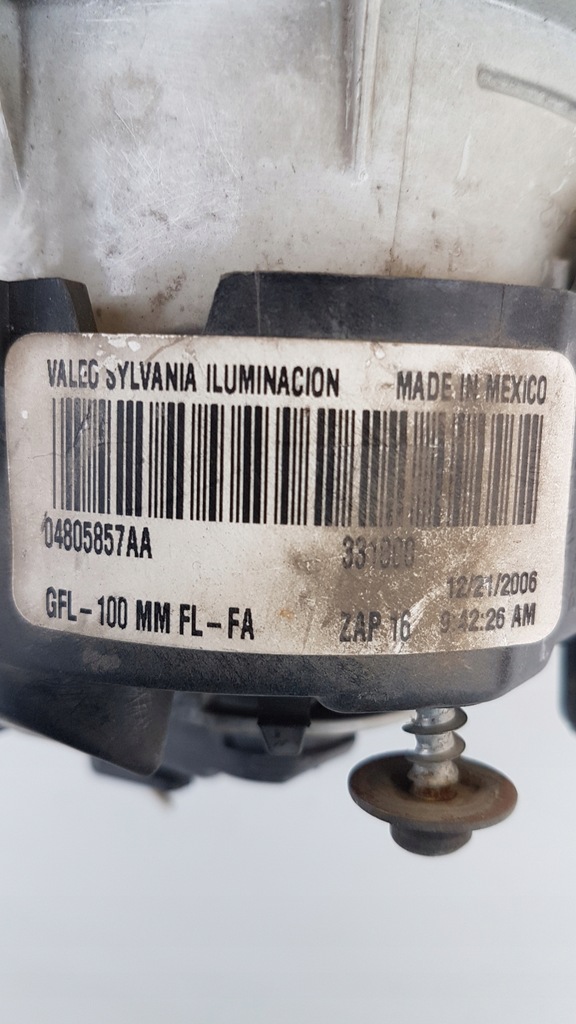 VALEO SYLVANIA ILUMINACION MADE IN MEXICO
04805857AA
12/21/2006
GFL-100 MM FL-FA ZAP 16 9:42:26 AM